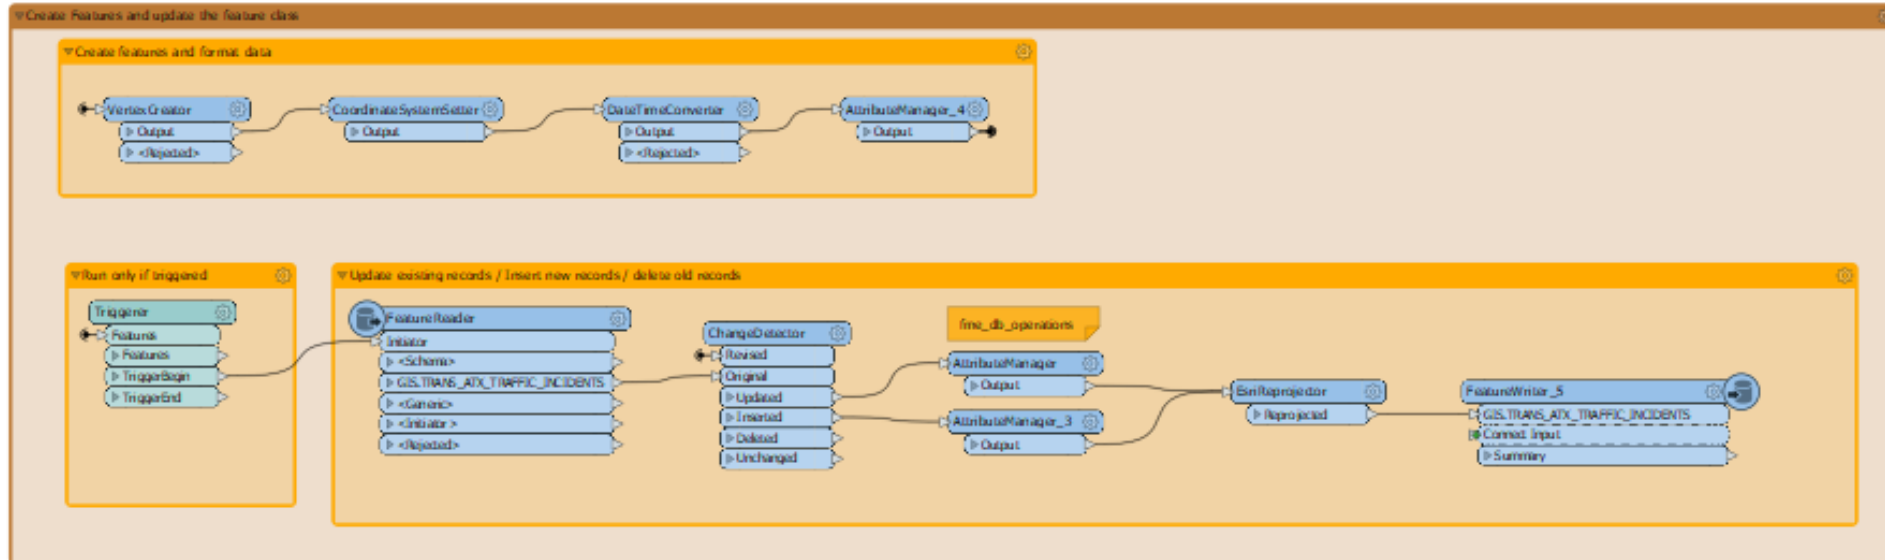 Create Features and update the feature class
Create features and format data
VertexCreator
Output
<Rejected>
CoordinateSystemSetter
Output
DateTimeConverter
Output
<Rejected>
AttributeManager_4
Output
Run only if triggered
Triggerer
Features
Features
TriggerBegin
TriggerEnd
Update existing records / Insert new records / delete old records
FeatureReader
Initiator
<Schema>
GIS.TRANS_ATX_TRAFFIC_INCIDENTS
<Generic>
<Initiator>
<Rejected>
ChangeDetector
Revised
Original
Updated
Inserted
Deleted
Unchanged
fme_db_operations
AttributeManager
Output
AttributeManager_3
Output
EsriReprojector
Reprojected
FeatureWriter_5
GIS.TRANS_ATX_TRAFFIC_INCIDENTS
Connect Input
Summary